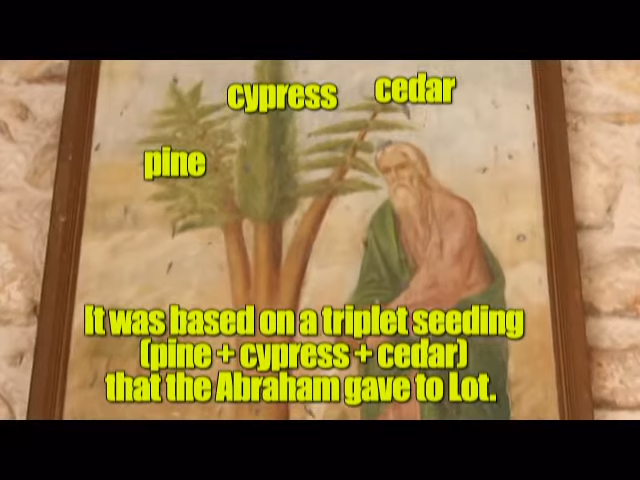 cypress cedar
pine
It was based on a triplet seeding
(pine + cypress + cedar)
that the Abraham gave to Lot.